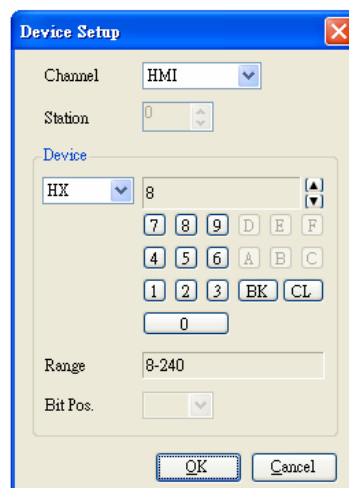 Device Setup
Channel HMI
Station 0
Device
HX 8
7 8 9 D E F
4 5 6 A B C
1 2 3 BK CL
0
Range 8-240
Bit Pos.
OK Cancel